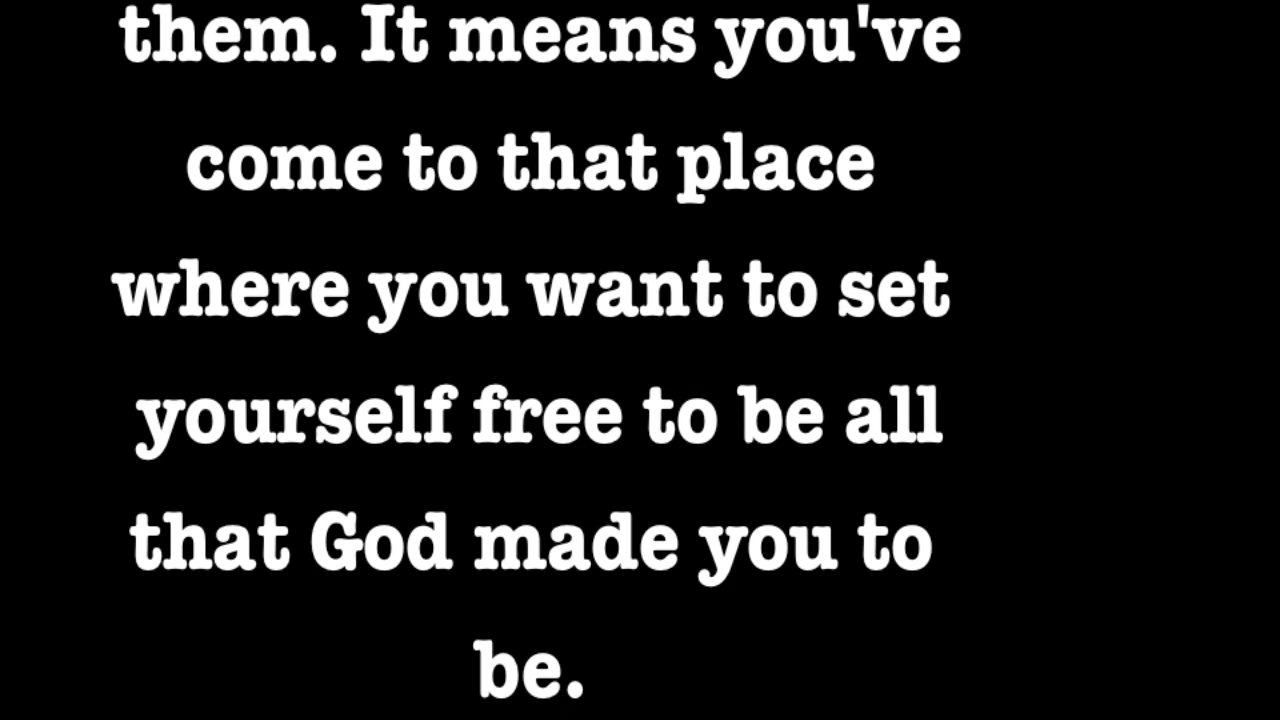 them. It means you've
come to that place
where you want to set
yourself free to be all
that God made you to
be.